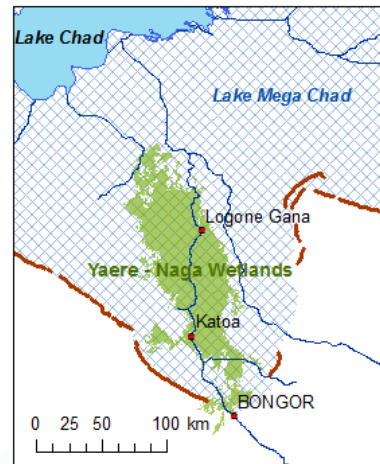 Lake Chad
Lake Mega Chad
Logone Gana
Yaere - Naga Wetlands
Katoa
BONGOR
0 25 50 100 km